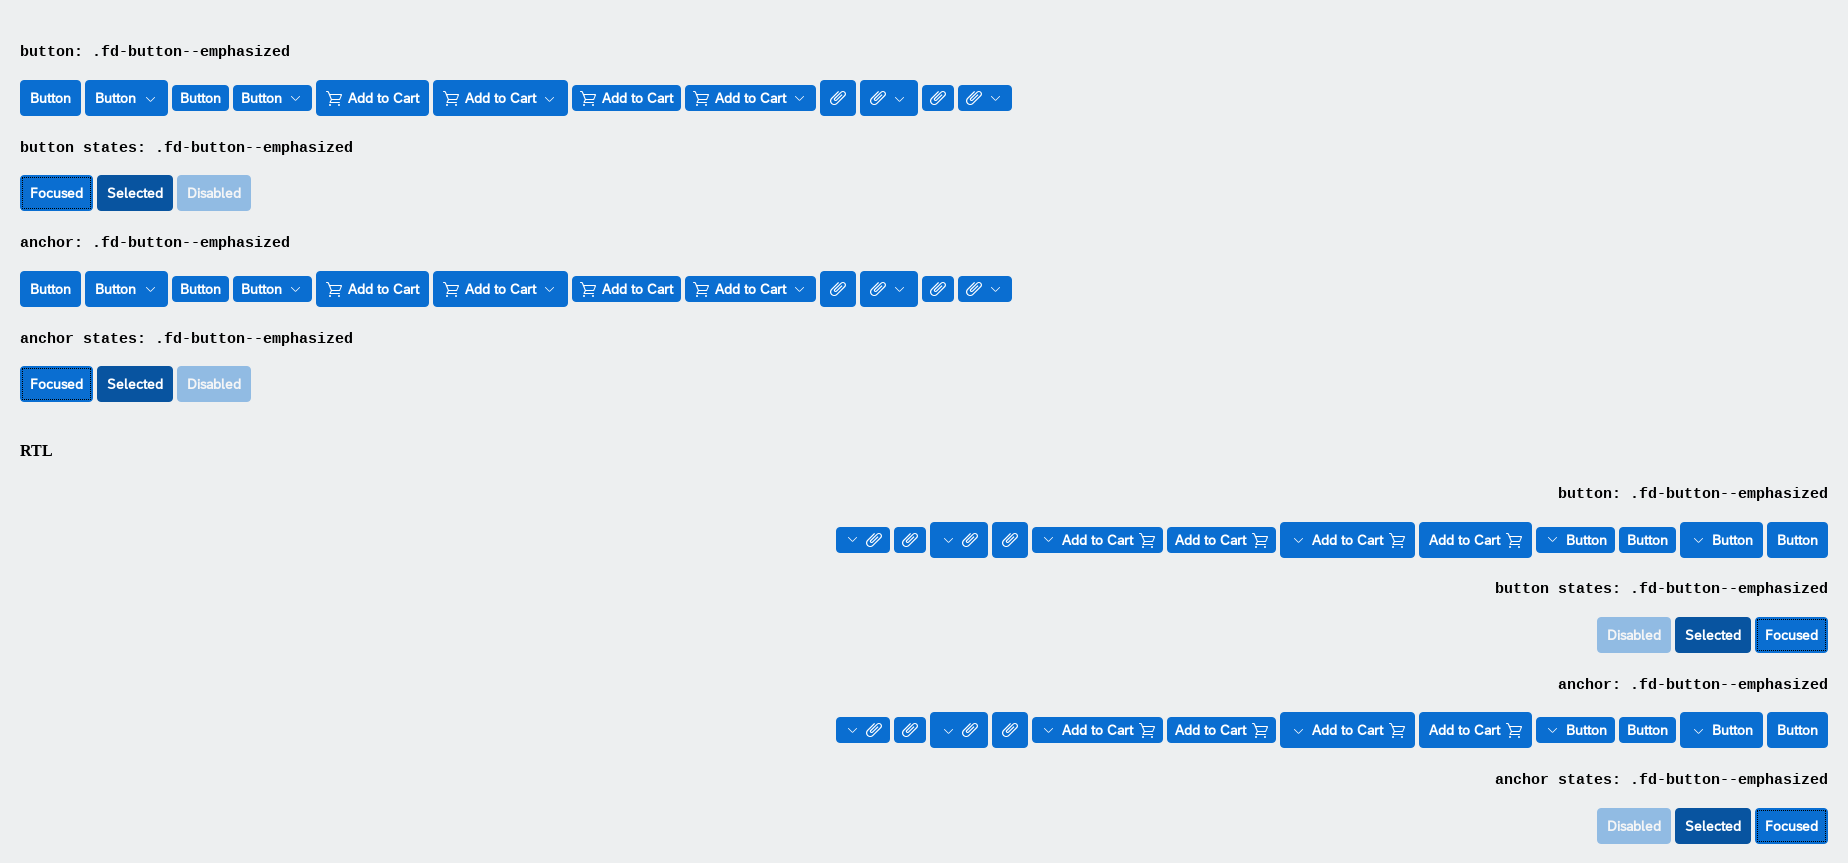 button: .fd-button--emphasized
Button Button Button Button Add to Cart Add to Cart Add to Cart Add to Cart
button states: .fd-button--emphasized
Focused Selected Disabled
anchor: .fd-button--emphasized
Button Button Button Button Add to Cart Add to Cart Add to Cart Add to Cart
anchor states: .fd-button--emphasized
Focused Selected Disabled
RTL
button: .fd-button--emphasized
Add to Cart Add to Cart Add to Cart Add to Cart Button Button Button Button
button states: .fd-button--emphasized
Disabled Selected Focused
anchor: .fd-button--emphasized
Add to Cart Add to Cart Add to Cart Add to Cart Button Button Button Button
anchor states: .fd-button--emphasized
Disabled Selected Focused